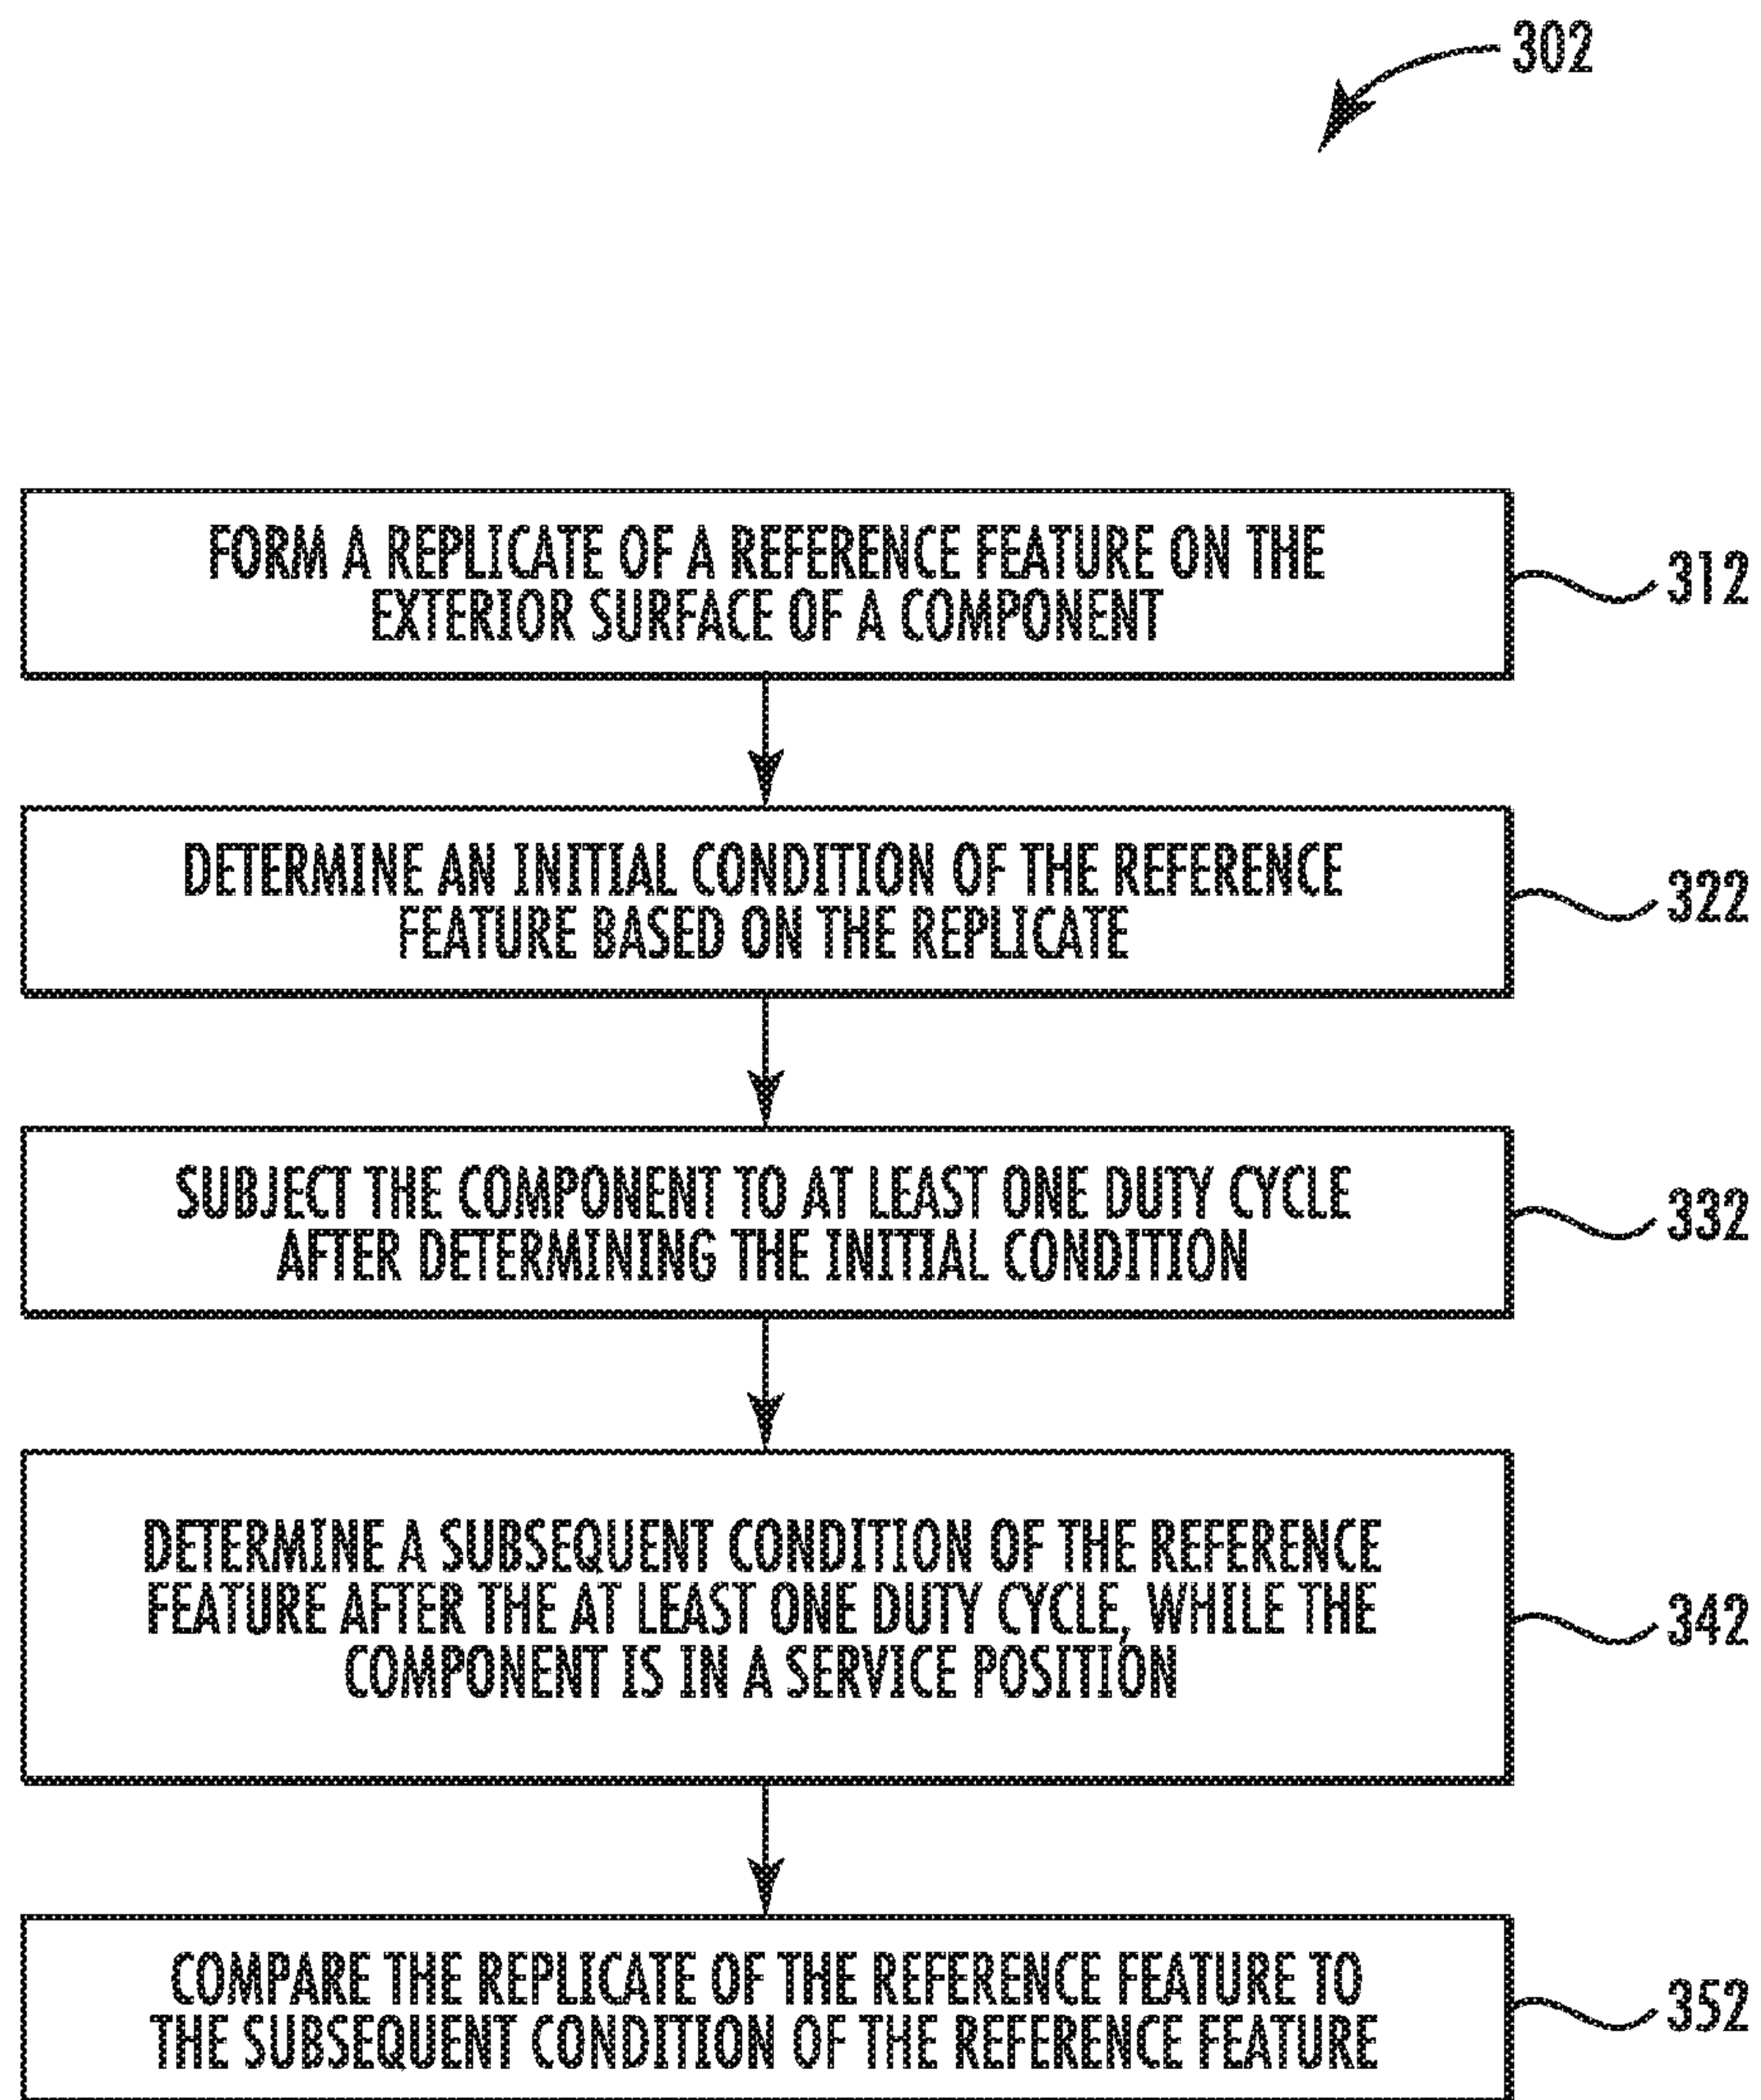 302
FORM A REPLICATE OF A REFERENCE FEATURE ON THE
EXTERIOR SURFACE OF A COMPONENT
312
DETERMINE AN INITIAL CONDITION OF THE REFERENCE
FEATURE BASED ON THE REPLICATE
322
SUBJECT THE COMPONENT TO AT LEAST ONE DUTY CYCLE
AFTER DETERMINING THE INITIAL CONDITION
332
DETERMINE A SUBSEQUENT CONDITION OF THE REFERENCE
FEATURE AFTER THE AT LEAST ONE DUTY CYCLE, WHILE THE
COMPONENT IS IN A SERVICE POSITION
342
COMPARE THE REPLICATE OF THE REFERENCE FEATURE TO
THE SUBSEQUENT CONDITION OF THE REFERENCE FEATURE
352